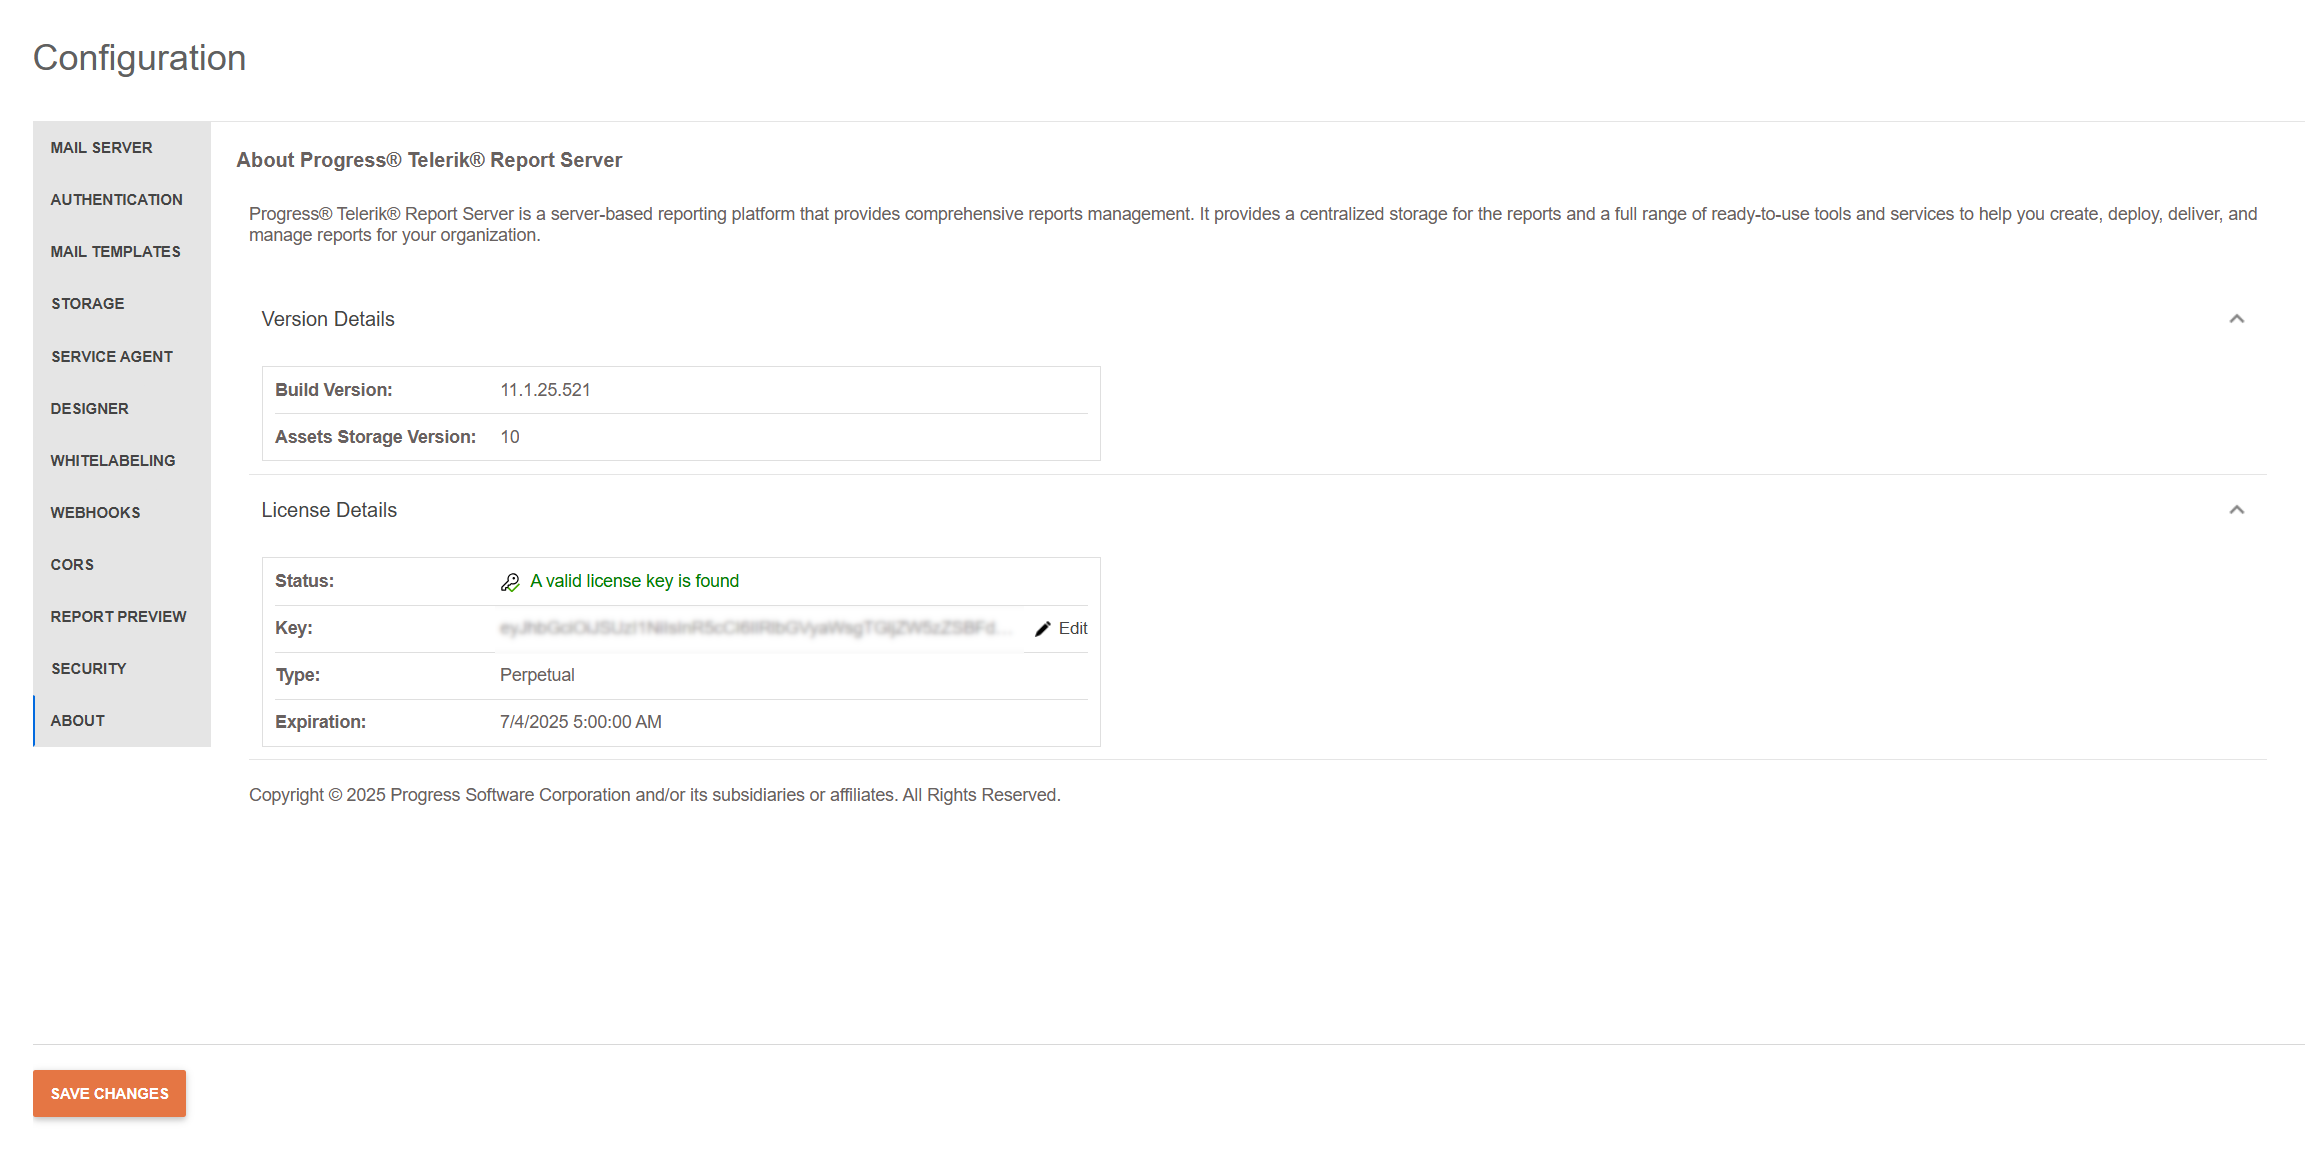 Configuration
MAIL SERVER
AUTHENTICATION
MAIL TEMPLATES
STORAGE
SERVICE AGENT
DESIGNER
WHITELABELING
WEBHOOKS
CORS
REPORT PREVIEW
SECURITY
ABOUT
About Progress® Telerik® Report Server
Progress® Telerik® Report Server is a server-based reporting platform that provides comprehensive reports management. It provides a centralized storage for the reports and a full range of ready-to-use tools and services to help you create, deploy, deliver, and
manage reports for your organization.
Version Details
Build Version: 11.1.25.521
Assets Storage Version: 10
License Details
Status: A valid license key is found
Key: Edit
Type: Perpetual
Expiration: 7/4/2025 5:00:00 AM
Copyright © 2025 Progress Software Corporation and/or its subsidiaries or affiliates. All Rights Reserved.
SAVE CHANGES